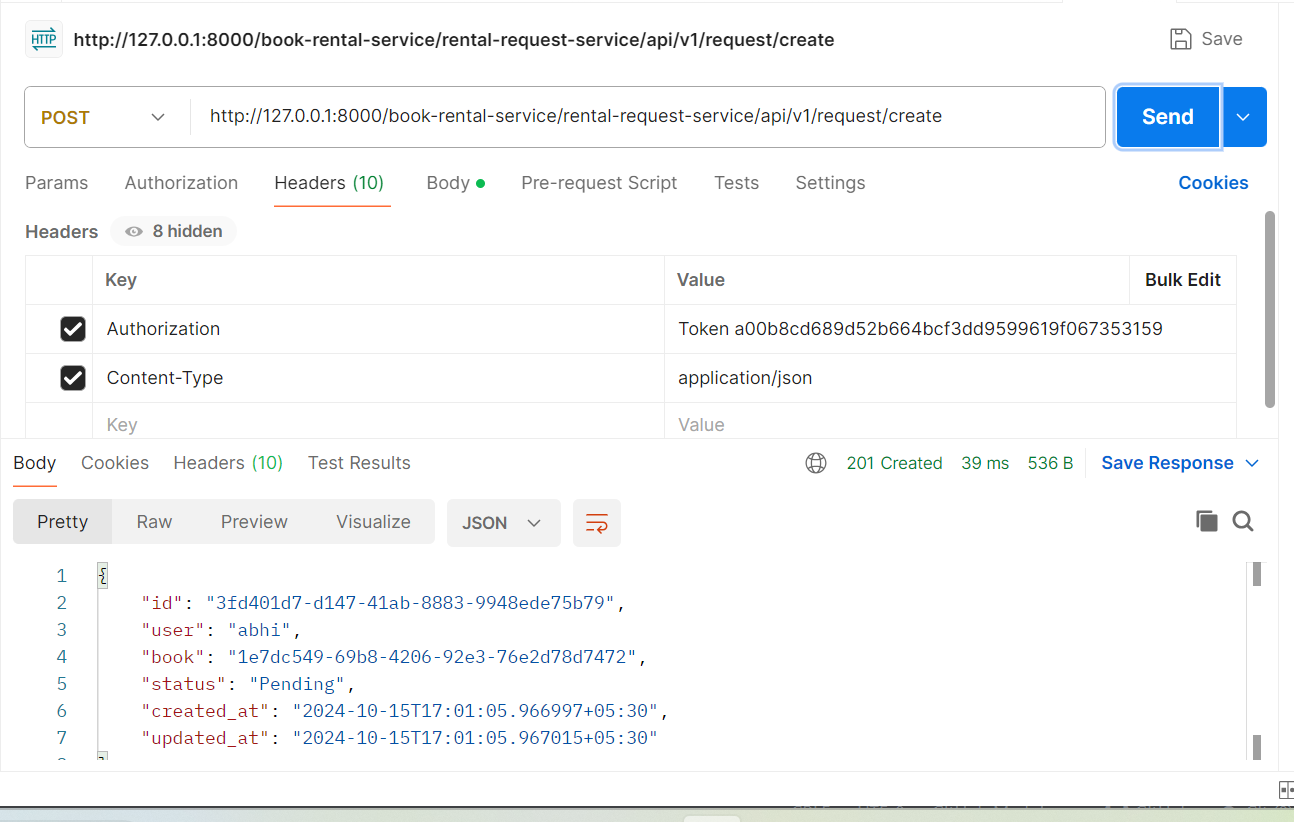 HTTP http://127.0.0.1:8000/book-rental-service/rental-request-service/api/v1/request/create Save
POST http://127.0.0.1:8000/book-rental-service/rental-request-service/api/v1/request/create Send
Params Authorization Headers (10) Body Pre-request Script Tests Settings Cookies
Headers 8 hidden
Key Value Bulk Edit
Authorization Token a00b8cd689d52b664bcf3dd9599619f067353159
Content-Type application/json
Key Value
Body Cookies Headers (10) Test Results 201 Created 39 ms 536 B Save Response
Pretty Raw Preview Visualize JSON
1 {
2 "id": "3fd401d7-d147-41ab-8883-9948ede75b79",
3 "user": "abhi",
4 "book": "1e7dc549-69b8-4206-92e3-76e2d78d7472",
5 "status": "Pending",
6 "created_at": "2024-10-15T17:01:05.966997+05:30",
7 "updated_at": "2024-10-15T17:01:05.967015+05:30"